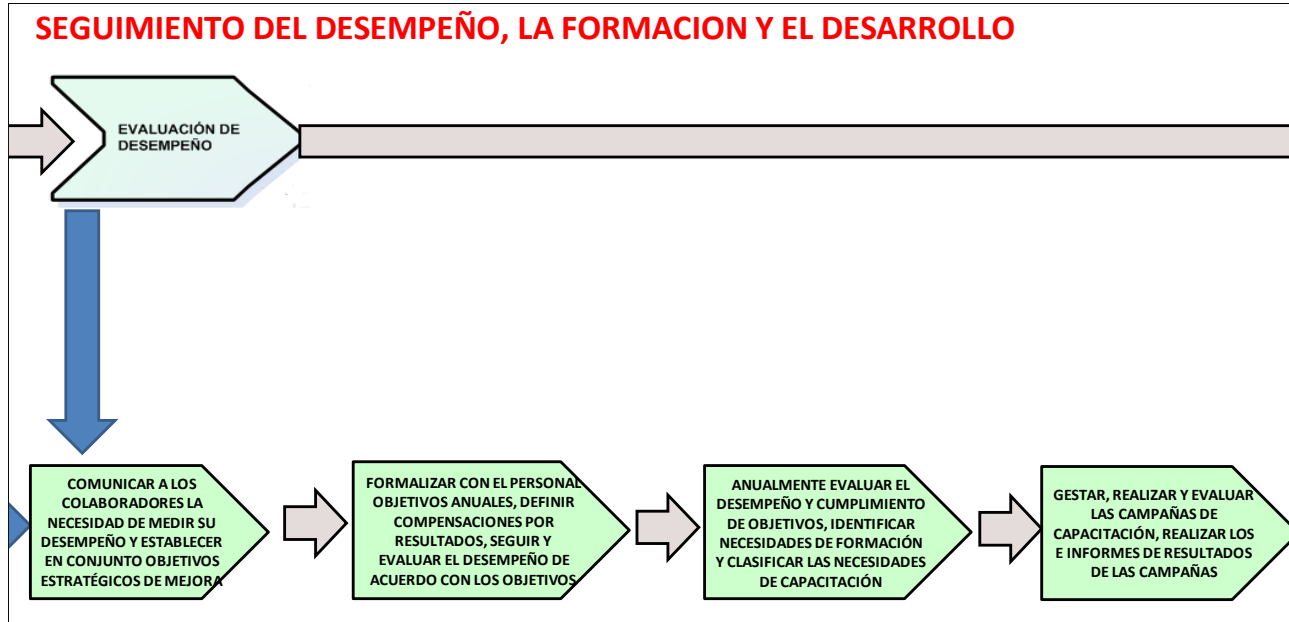 SEGUIMIENTO DEL DESEMPEÑO, LA FORMACION Y EL DESARROLLO
EVALUACIÓN DE
DESEMPEÑO
COMUNICAR A LOS
COLABORADORES LA
NECESIDAD DE MEDIR SU
DESEMPEÑO Y ESTABLECER
EN CONJUNTO OBJETIVOS
ESTRATÉGICOS DE MEJORA
FORMALIZAR CON EL PERSONAL
OBJETIVOS ANUALES, DEFINIR
COMPENSACIONES POR
RESULTADOS, SEGUIR Y
EVALUAR EL DESEMPEÑO DE
ACUERDO CON LOS OBJETIVOS
ANUALMENTE EVALUAR EL
DESEMPEÑO Y CUMPLIMIENTO
DE OBJETIVOS, IDENTIFICAR
NECESIDADES DE FORMACIÓN
Y CLASIFICAR LAS NECESIDADES
DE CAPACITACIÓN
GESTAR, REALIZAR Y EVALUAR
LAS CAMPAÑAS DE
CAPACITACIÓN, REALIZAR LOS
E INFORMES DE RESULTADOS
DE LAS CAMPAÑAS